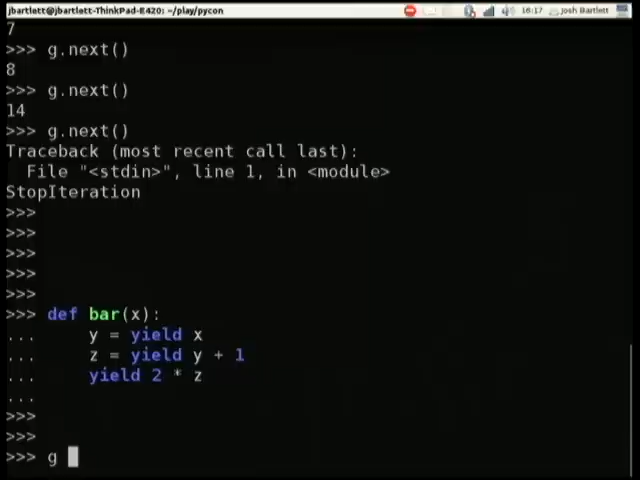 jbartlett@jbartlett-ThinkPad-E420: ~/play/pycon 16:17 Josh Bartlett
7
>>> g.next()
8
>>> g.next()
14
>>> g.next()
Traceback (most recent call last):
  File "<stdin>", line 1, in <module>
StopIteration
>>>
>>>
>>>
>>>
>>>
>>> def bar(x):
...     y = yield x
...     z = yield y + 1
...     yield 2 * z
...
>>>
>>>
>>> g